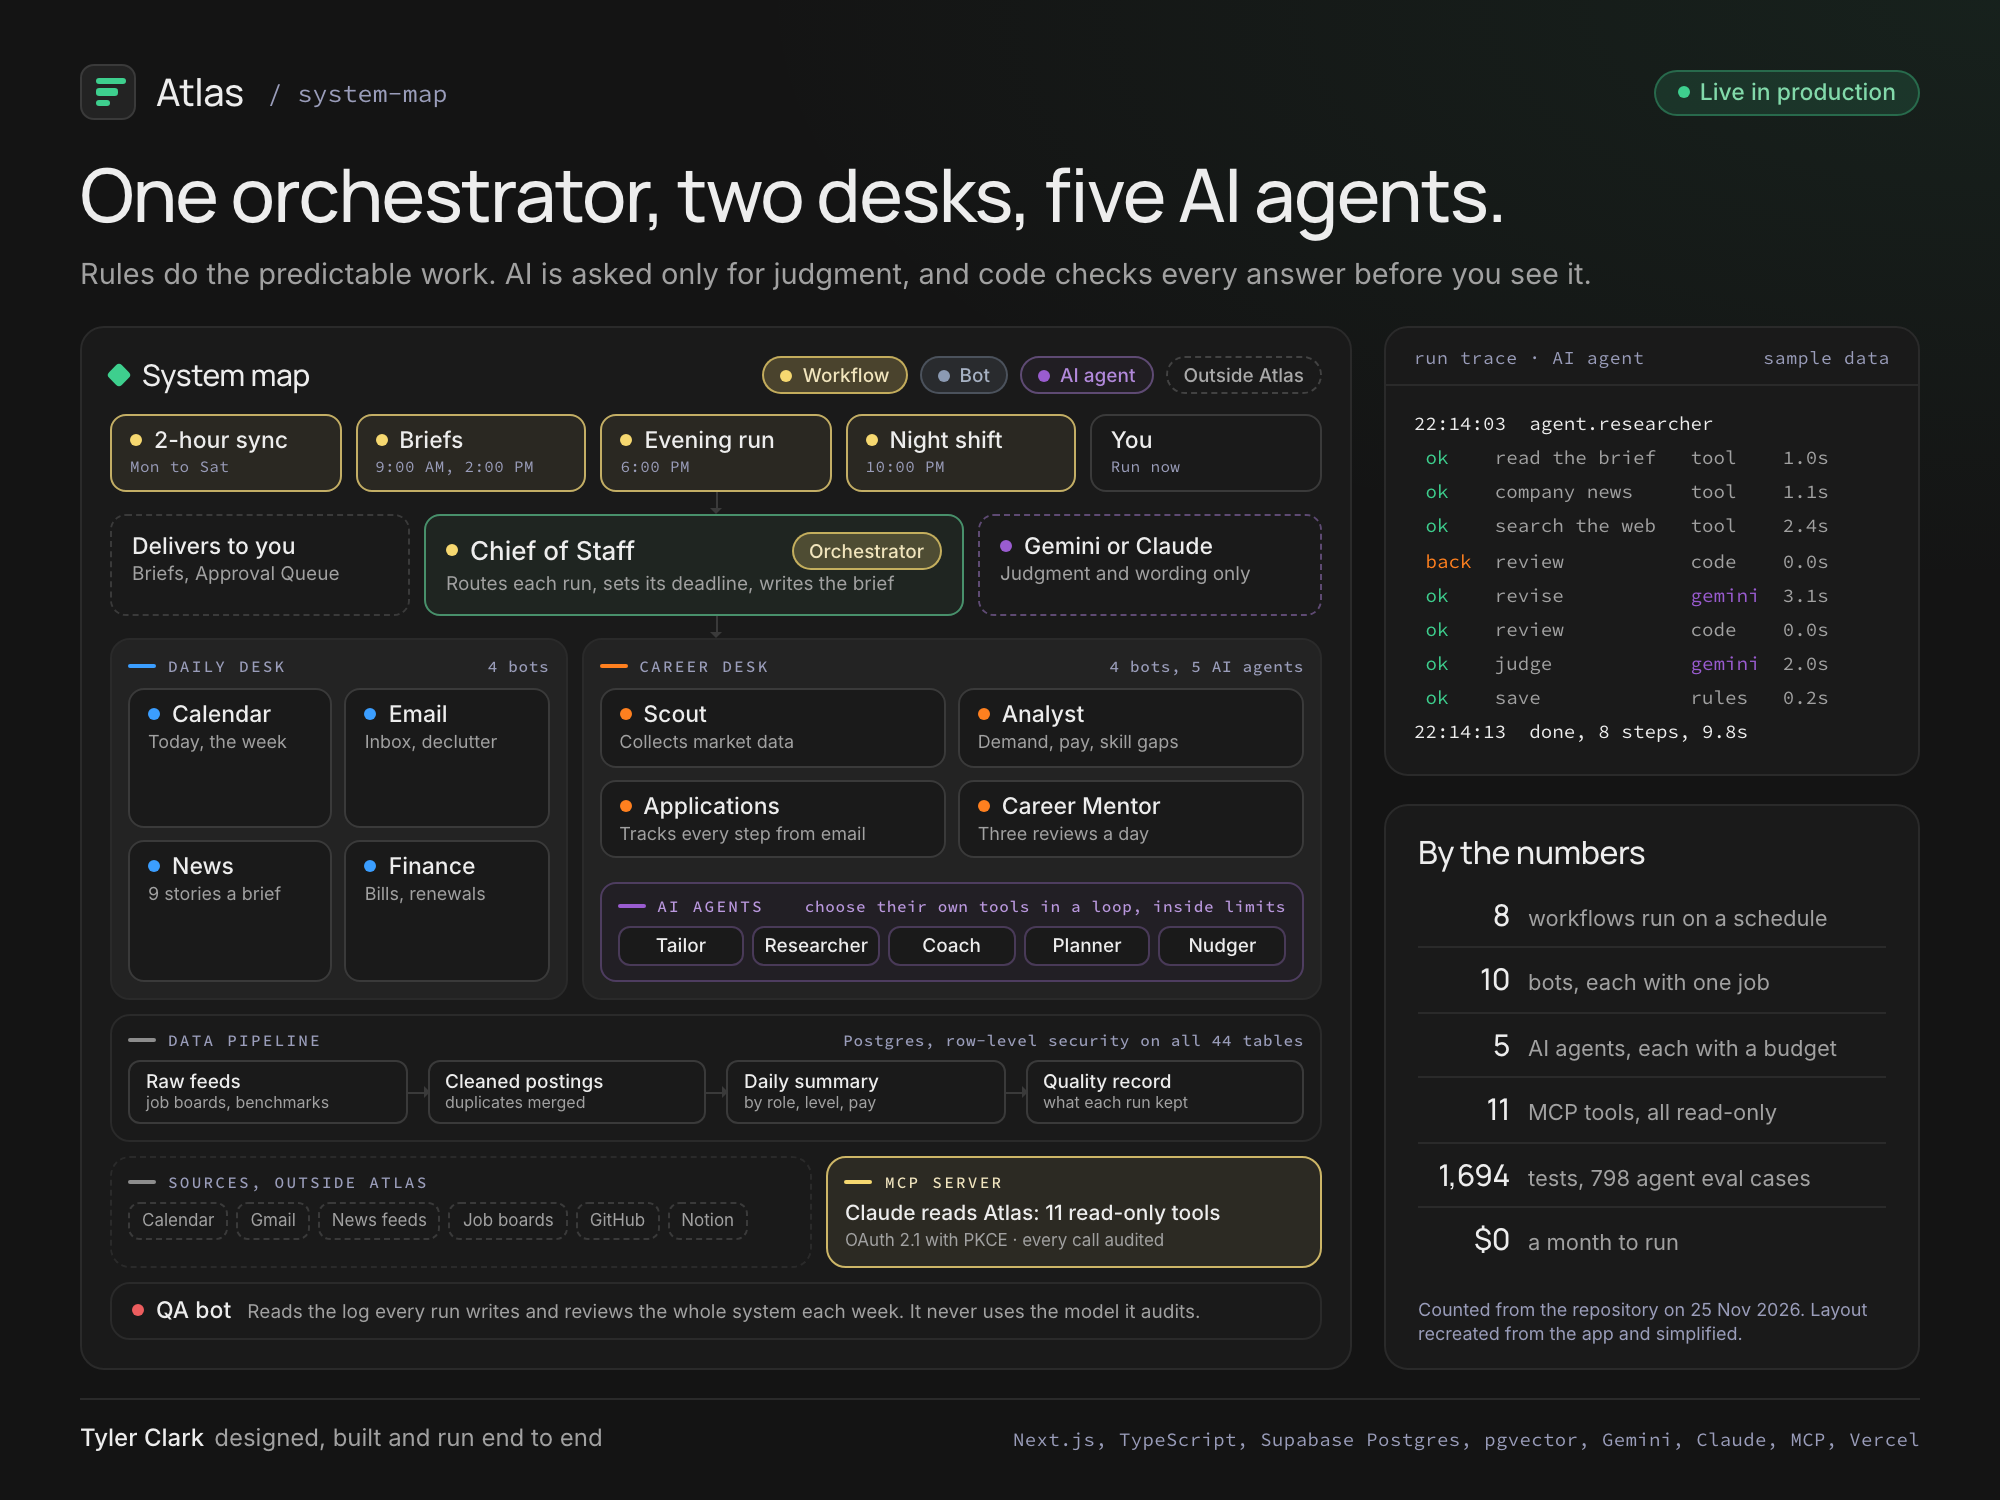 Atlas / system-map
Live in production
One orchestrator, two desks, five AI agents.
Rules do the predictable work. AI is asked only for judgment, and code checks every answer before you see it.
System map
Workflow
Bot
AI agent
Outside Atlas
2-hour sync
Mon to Sat
Briefs
9:00 AM, 2:00 PM
Evening run
6:00 PM
Night shift
10:00 PM
You
Run now
Delivers to you
Briefs, Approval Queue
Chief of Staff
Orchestrator
Routes each run, sets its deadline, writes the brief
Gemini or Claude
Judgment and wording only
DAILY DESK
4 bots
Calendar
Today, the week
Email
Inbox, declutter
News
9 stories a brief
Finance
Bills, renewals
CAREER DESK
4 bots, 5 AI agents
Scout
Collects market data
Analyst
Demand, pay, skill gaps
Applications
Tracks every step from email
Career Mentor
Three reviews a day
AI AGENTS
choose their own tools in a loop, inside limits
Tailor
Researcher
Coach
Planner
Nudger
DATA PIPELINE
Postgres, row-level security on all 44 tables
Raw feeds
job boards, benchmarks
Cleaned postings
duplicates merged
Daily summary
by role, level, pay
Quality record
what each run kept
SOURCES, OUTSIDE ATLAS
Calendar
Gmail
News feeds
Job boards
GitHub
Notion
MCP SERVER
Claude reads Atlas: 11 read-only tools
OAuth 2.1 with PKCE · every call audited
QA bot Reads the log every run writes and reviews the whole system each week. It never uses the model it audits.
run trace · AI agent
sample data
22:14:03 agent.researcher
ok read the brief tool 1.0s
ok company news tool 1.1s
ok search the web tool 2.4s
back review code 0.0s
ok revise gemini 3.1s
ok review code 0.0s
ok judge gemini 2.0s
ok save rules 0.2s
22:14:13 done, 8 steps, 9.8s
By the numbers
8 workflows run on a schedule
10 bots, each with one job
5 AI agents, each with a budget
11 MCP tools, all read-only
1,694 tests, 798 agent eval cases
$0 a month to run
Counted from the repository on 25 Nov 2026. Layout
recreated from the app and simplified.
Tyler Clark designed, built and run end to end
Next.js, TypeScript, Supabase Postgres, pgvector, Gemini, Claude, MCP, Vercel